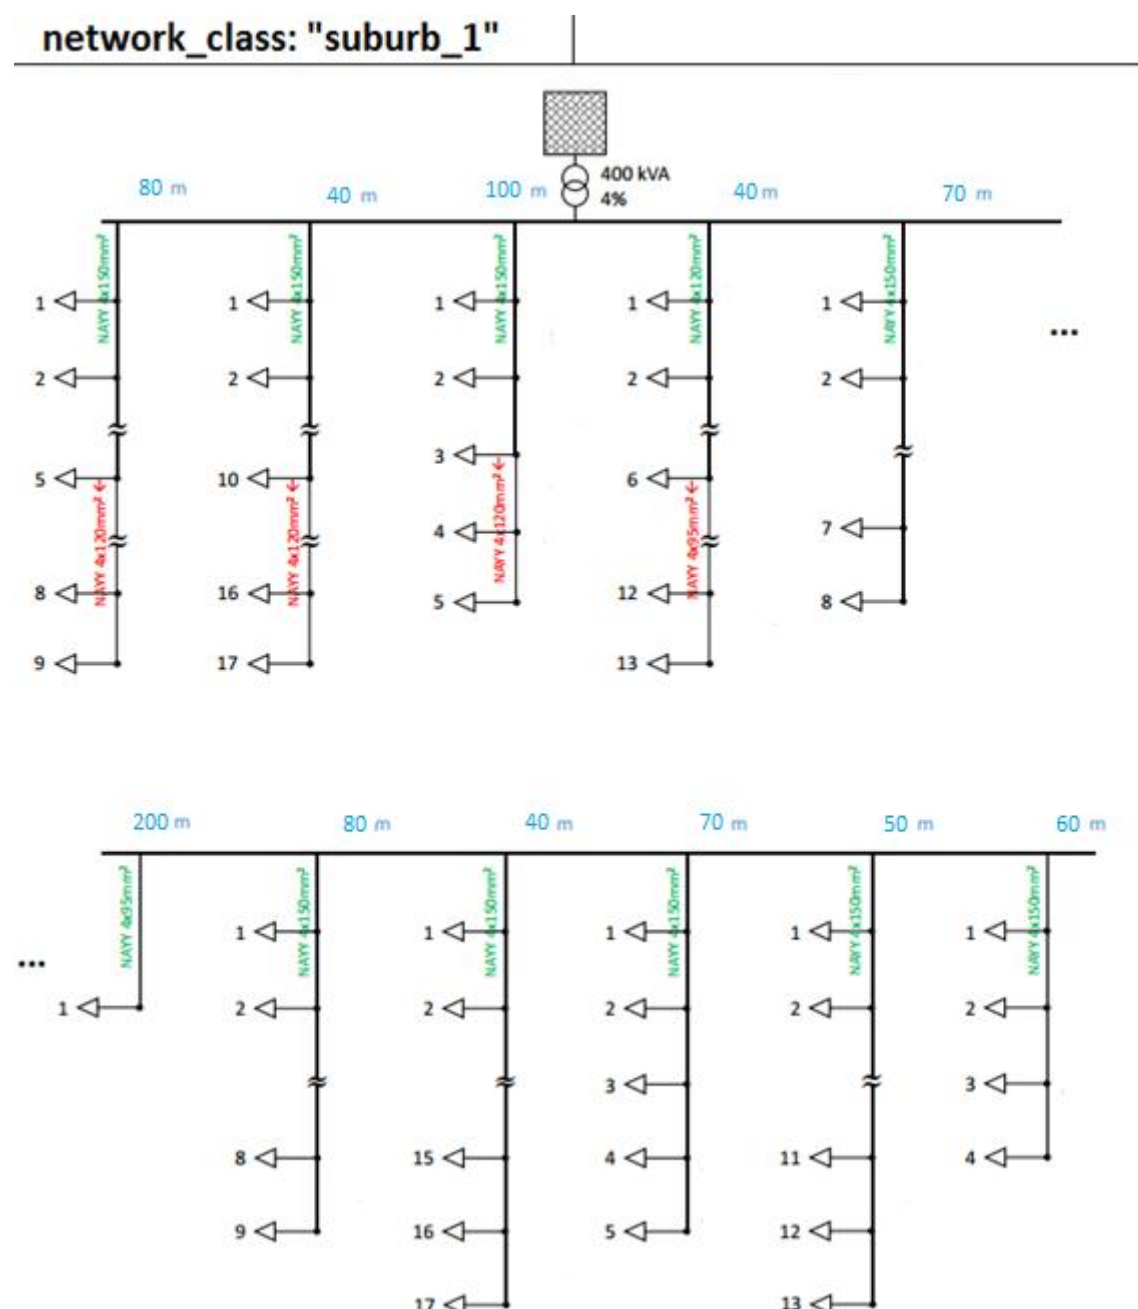 network_class: "suburb_1"
400 kVA
4%
80 m
40 m
100 m
40 m
70 m
NAYY 4x150mm²
NAYY 4x150mm²
NAYY 4x150mm²
NAYY 4x120mm²
NAYY 4x150mm²
1
1
1
1
1
...
2
2
2
2
2
3
5
10
6
NAYY 4x120mm² ←
NAYY 4x120mm² ←
NAYY 4x120mm² ←
NAYY 4x95mm² ←
4
7
8
16
5
12
8
9
17
13
200 m
80 m
40 m
70 m
50 m
60 m
NAYY 4x95mm²
NAYY 4x150mm²
NAYY 4x150mm²
NAYY 4x150mm²
NAYY 4x150mm²
NAYY 4x150mm²
1
1
1
1
1
...
1
2
2
2
2
2
3
3
8
15
4
11
4
9
16
5
12
17
13